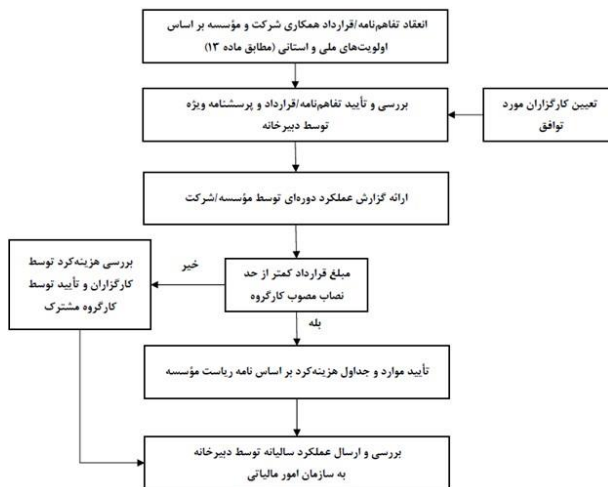 انعقاد تفاهم‌نامه/قرارداد همکاری شرکت و مؤسسه بر اساس
اولویت‌های ملی و استانی (مطابق ماده ۱۳)
بررسی و تأیید تفاهم‌نامه/قرارداد و پرسشنامه ویژه
توسط دبیرخانه
تعیین کارگزاران مورد
توافق
ارائه گزارش عملکرد دوره‌ای توسط مؤسسه/شرکت
مبلغ قرارداد کمتر از حد
نصاب مصوب کارگروه
خیر
بررسی هزینه‌کرد توسط
کارگزاران و تأیید توسط
کارگروه مشترک
بله
تأیید موارد و جداول هزینه‌کرد بر اساس نامه ریاست مؤسسه
بررسی و ارسال عملکرد سالیانه توسط دبیرخانه
به سازمان امور مالیاتی